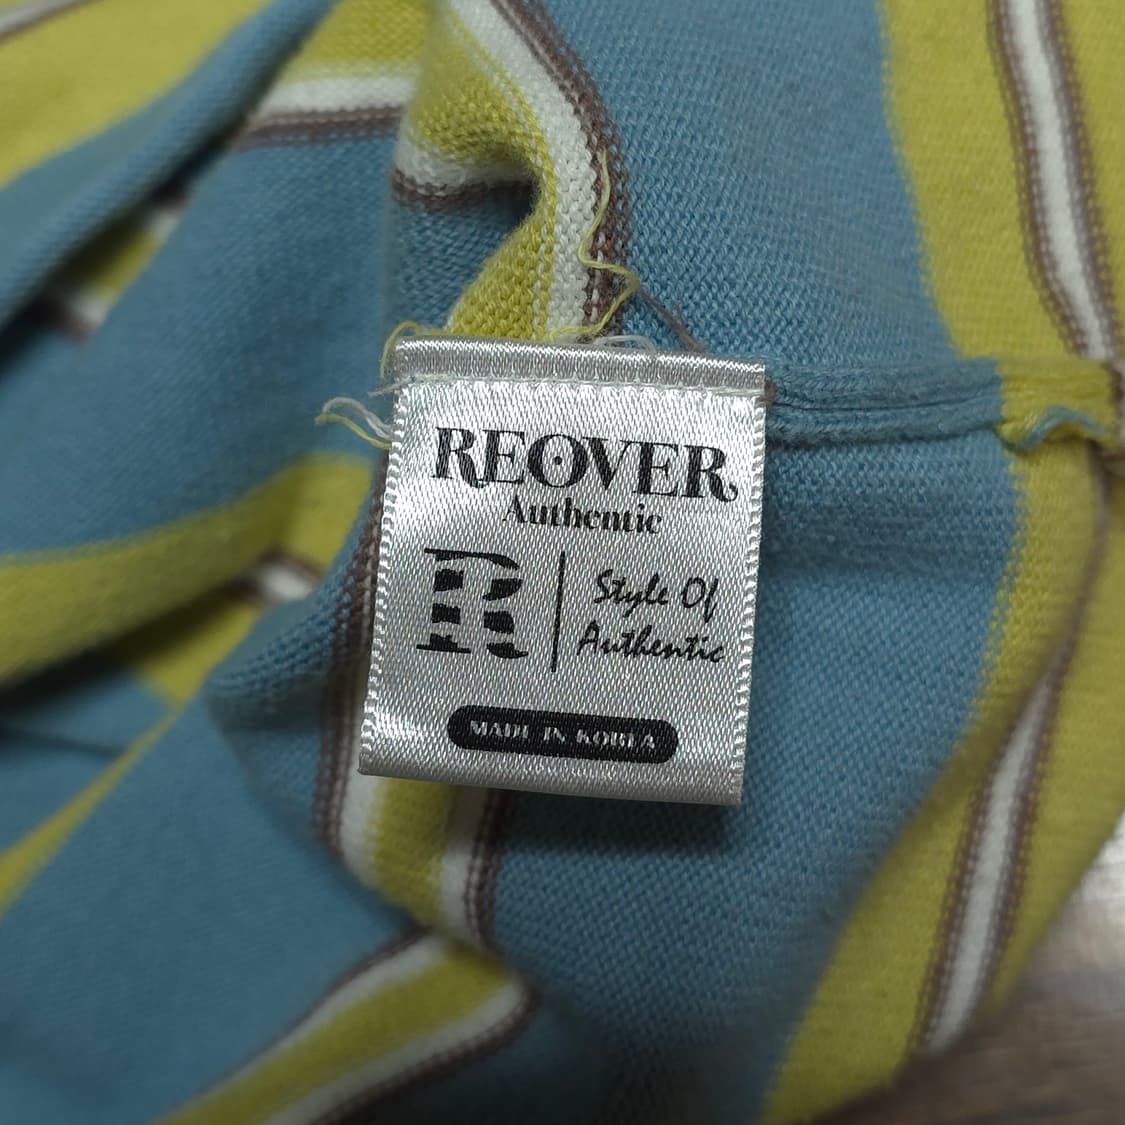 REOVER
Authentic
R
Style Of
Authentic
MADE IN KOREA